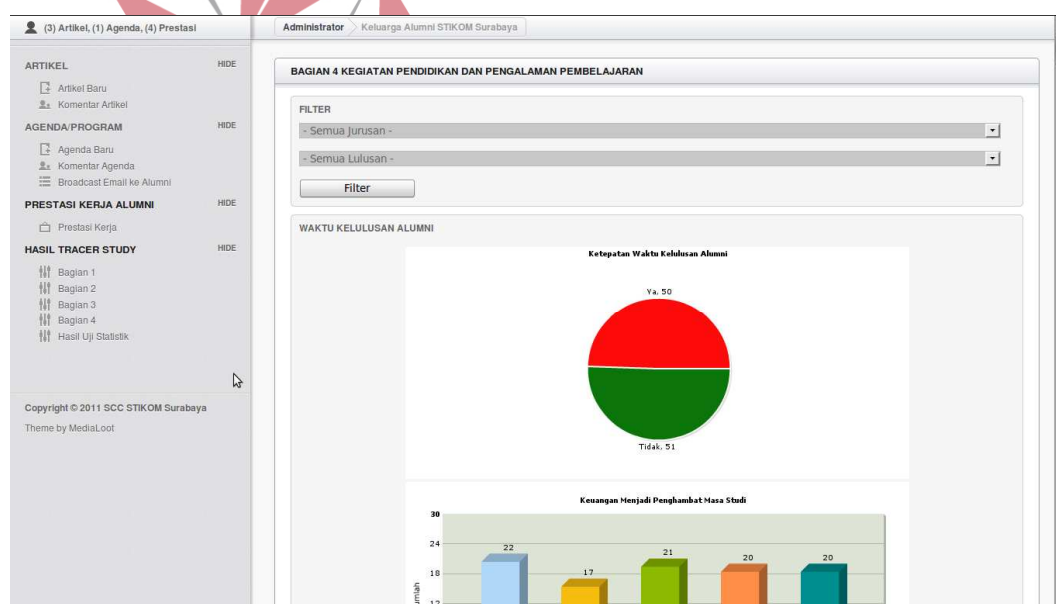 (3) Artikel, (1) Agenda, (4) Prestasi
Administrator Keluarga Alumni STIKOM Surabaya
ARTIKEL HIDE
Artikel Baru
Komentar Artikel
AGENDA/PROGRAM HIDE
Agenda Baru
Komentar Agenda
Broadcast Email ke Alumni
PRESTASI KERJA ALUMNI HIDE
Prestasi Kerja
HASIL TRACER STUDY HIDE
Bagian 1
Bagian 2
Bagian 3
Bagian 4
Hasil Uji Statistik
Copyright © 2011 SCC STIKOM Surabaya
Theme by MediaLoot
BAGIAN 4 KEGIATAN PENDIDIKAN DAN PENGALAMAN PEMBELAJARAN
FILTER
- Semua Jurusan -
- Semua Lulusan -
Filter
WAKTU KELULUSAN ALUMNI
Ketepatan Waktu Kelulusan Alumni
Ya, 50
Tidak, 51
Keuangan Menjadi Penghambat Masa Studi
30
24
18
12
22
17
21
20
20